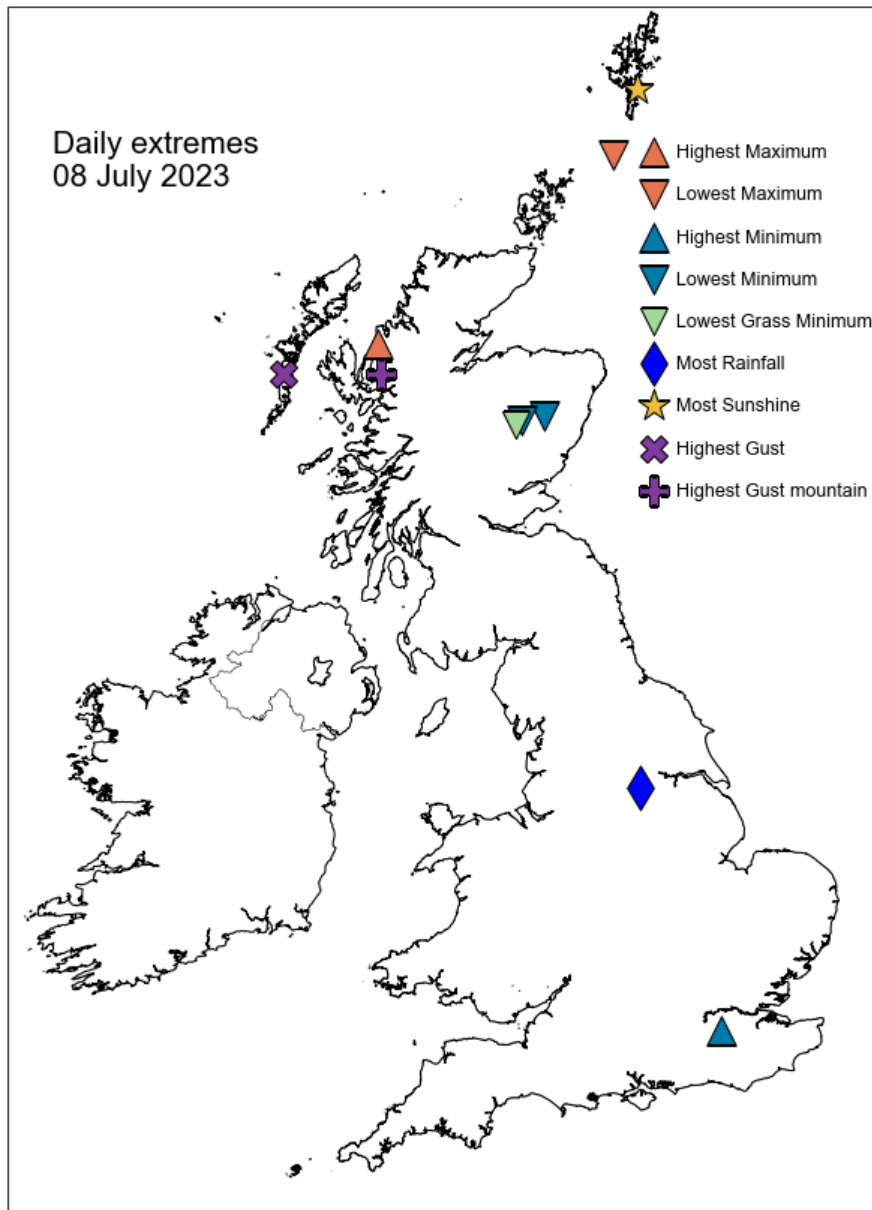 Daily extremes
08 July 2023
Highest Maximum
Lowest Maximum
Highest Minimum
Lowest Minimum
Lowest Grass Minimum
Most Rainfall
Most Sunshine
Highest Gust
Highest Gust mountain